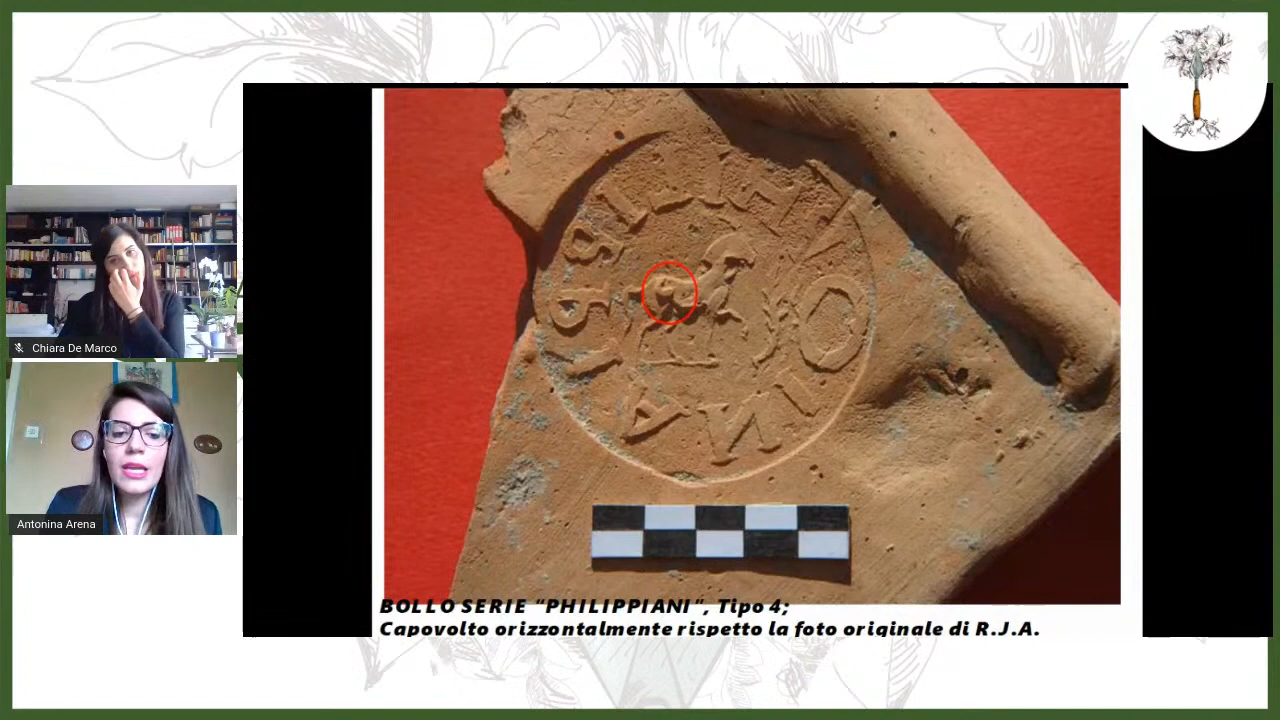 Chiara De Marco
Antonina Arena
BOLLO SERIE "PHILIPPIANI", Tipo 4;
Capovolto orizzontalmente rispetto la foto originale di R.J.A.